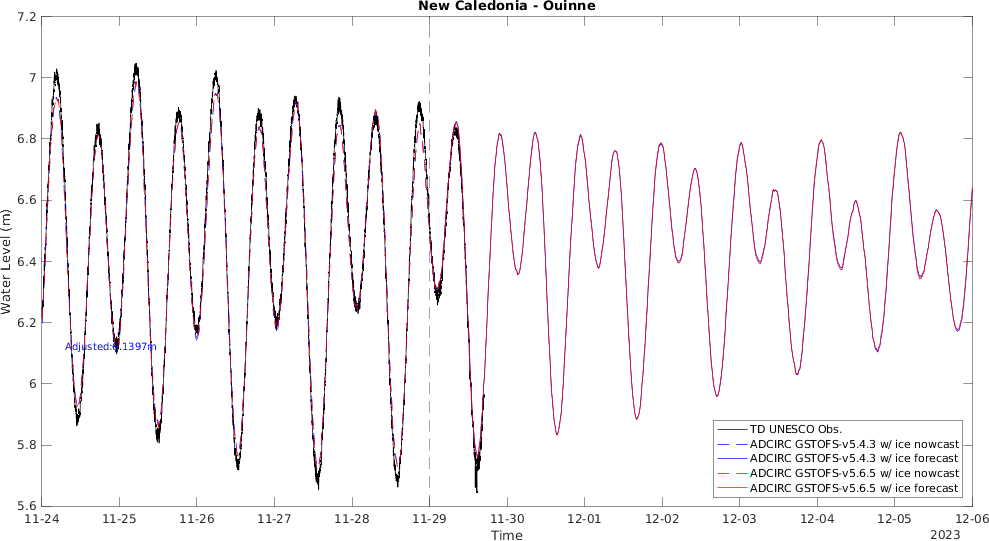 New Caledonia - Ouinne
7.2
7
6.8
6.6
6.4
6.2
6
5.8
5.6
Water Level (m)
Adjusted:6.1397m
TD UNESCO Obs.
ADCIRC GSTOFS-v5.4.3 w/ ice nowcast
ADCIRC GSTOFS-v5.4.3 w/ ice forecast
ADCIRC GSTOFS-v5.6.5 w/ ice nowcast
ADCIRC GSTOFS-v5.6.5 w/ ice forecast
11-24 11-25 11-26 11-27 11-28 11-29 11-30 12-01 12-02 12-03 12-04 12-05 12-06
Time
2023